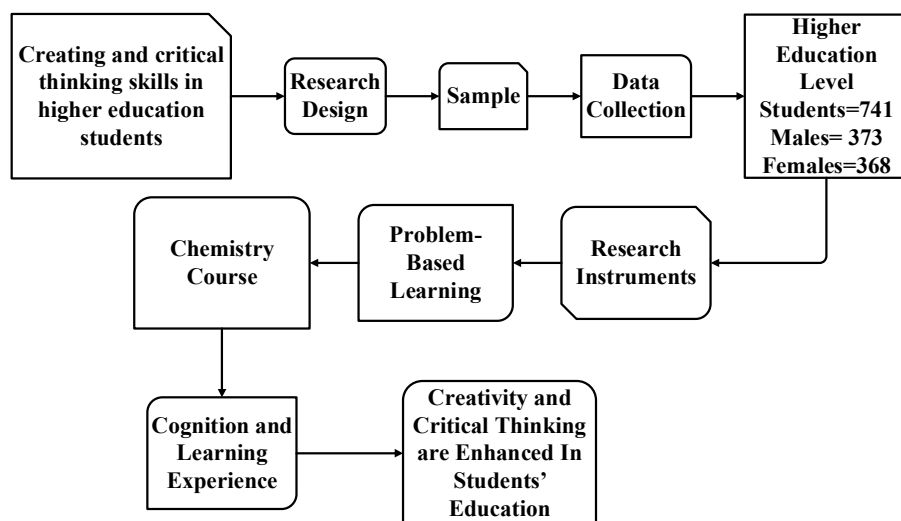 Creating and critical
thinking skills in
higher education
students
Research
Design
Sample
Data
Collection
Higher
Education
Level
Students=741
Males= 373
Females=368
Research
Instruments
Problem-
Based
Learning
Chemistry
Course
Cognition and
Learning
Experience
Creativity and
Critical Thinking
are Enhanced In
Students’
Education